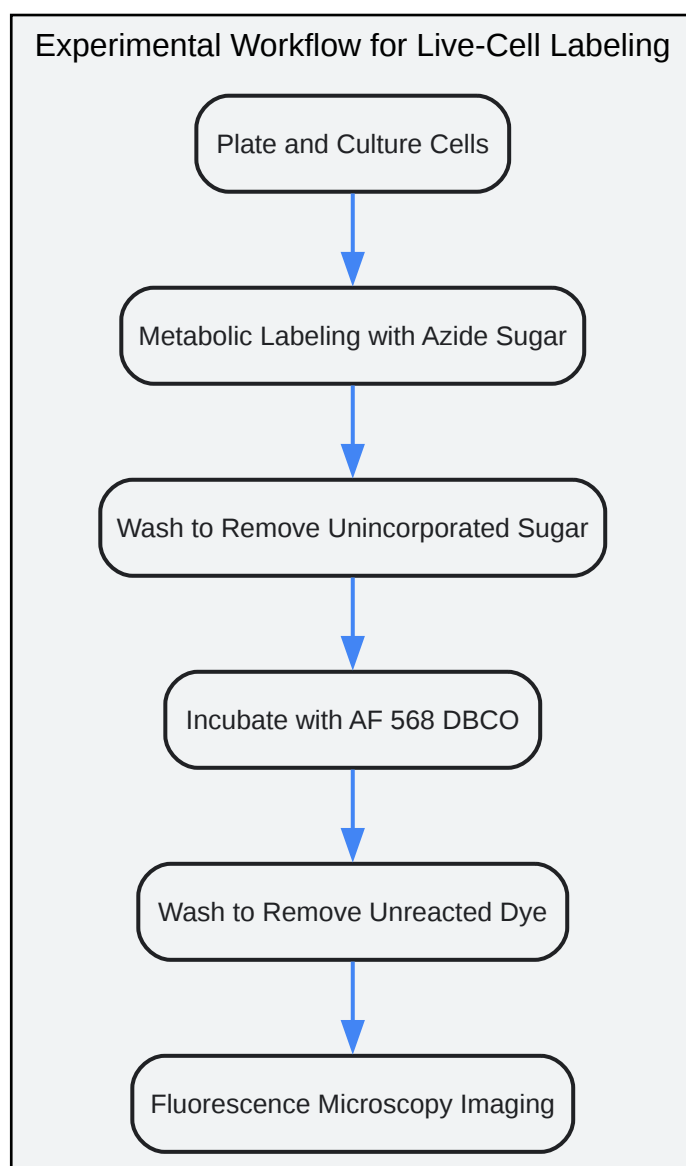 Experimental Workflow for Live-Cell Labeling
Plate and Culture Cells
Metabolic Labeling with Azide Sugar
Wash to Remove Unincorporated Sugar
Incubate with AF 568 DBCO
Wash to Remove Unreacted Dye
Fluorescence Microscopy Imaging